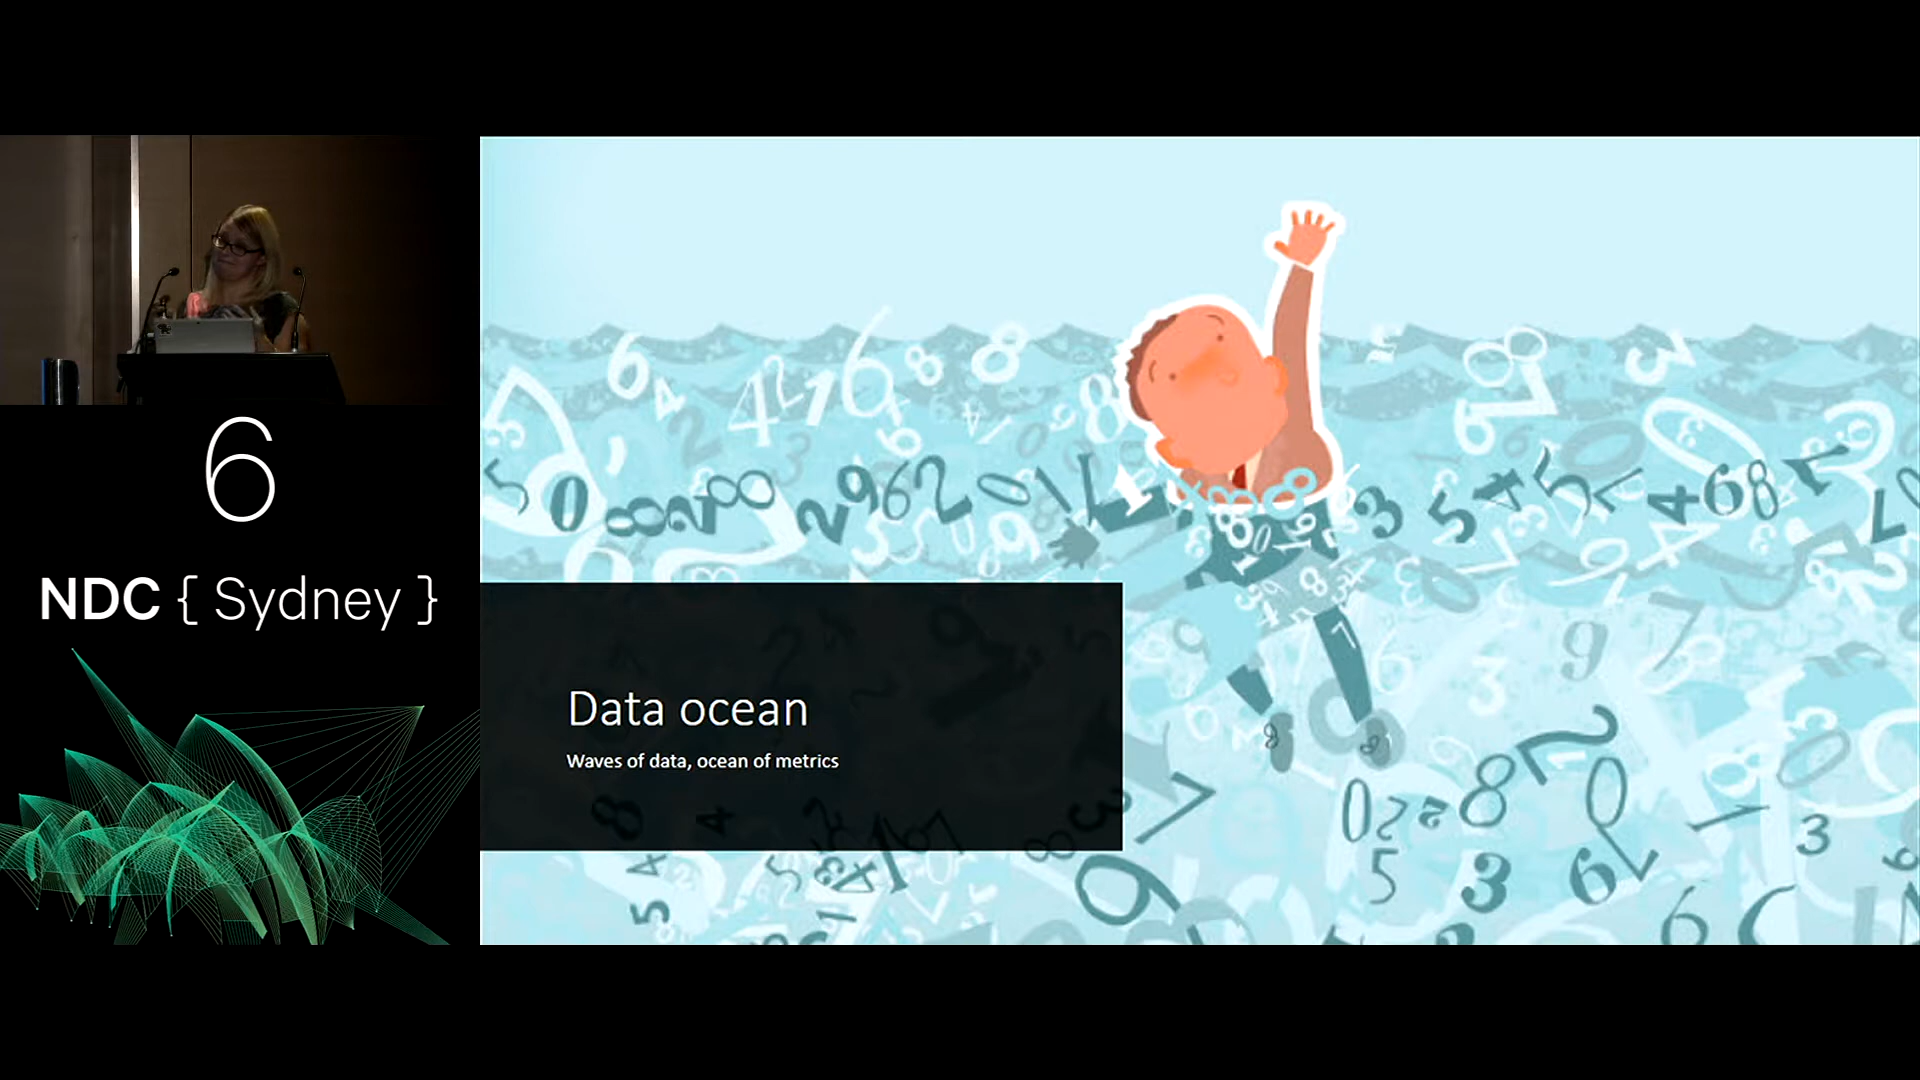 6
NDC { Sydney }
Data ocean
Waves of data, ocean of metrics